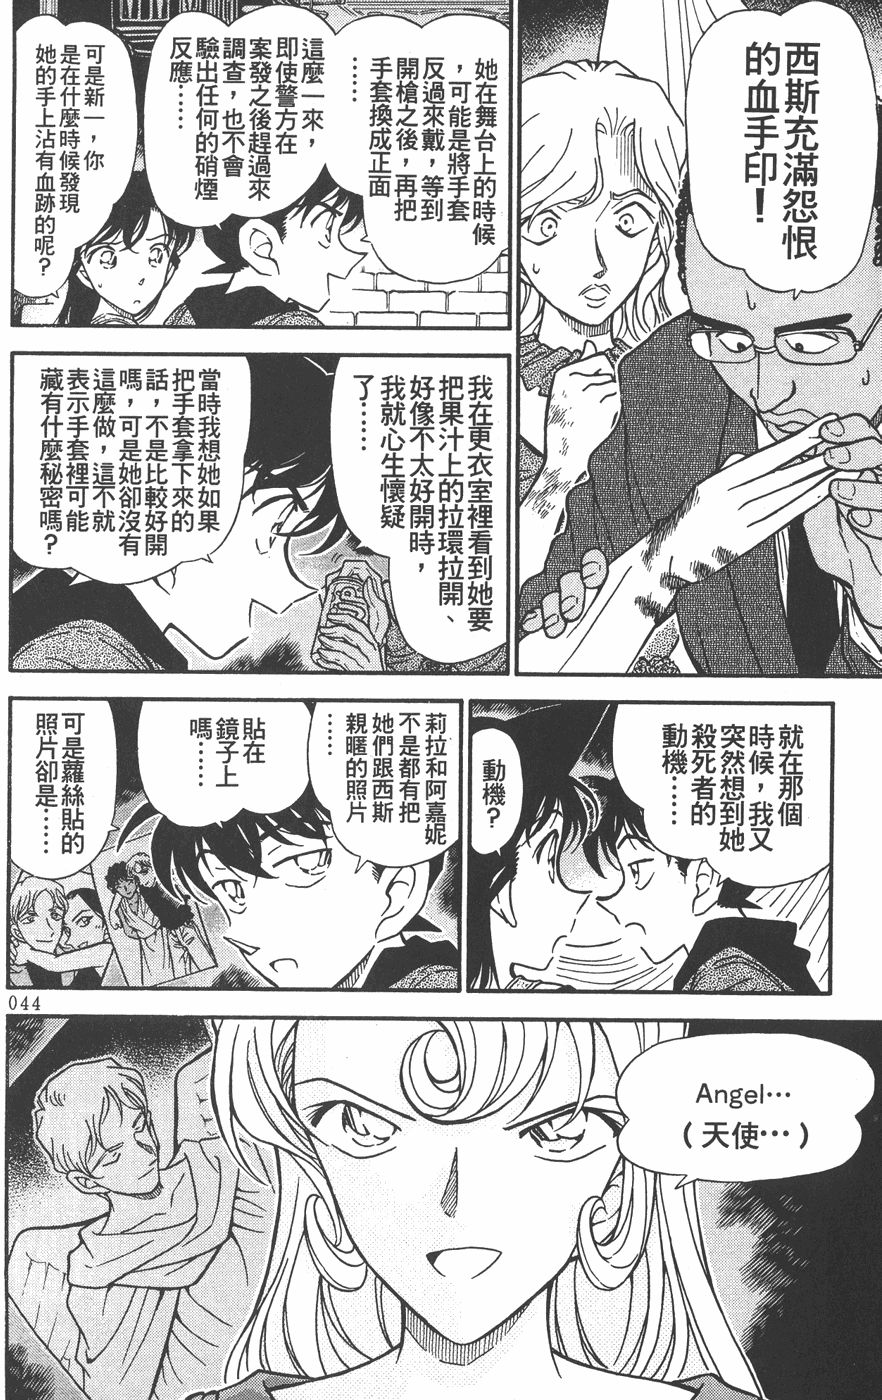 西斯充滿怨恨
的血手印！
她在舞台上的時候
，可能是將手套
反過來戴，等到
開槍之後，再把
手套換成正面
……
這麼一來，
即使警方在
案發之後趕過來
調查，也不會
驗出任何的硝煙
反應……
可是新一，你
是在什麼時候發現
她的手上沾有血跡的呢？
我在更衣室裡看到她要
把果汁上的拉環拉開、
好像不太好開時，
我就心生懷疑
了……
當時我想她如果
把手套拿下來的
話，不是比較好開
嗎，可是她卻沒有
這麼做，這不就
表示手套裡可能
藏有什麼秘密嗎？
就在那個
時候，我又
突然想到她
殺死者的
動機……
動機？
莉拉和阿嘉妮
不是都有把
她們跟西斯
親暱的照片
……
貼在
鏡子上
嗎……
可是蘿絲貼的
照片卻是……
044
Angel…
（天使…）